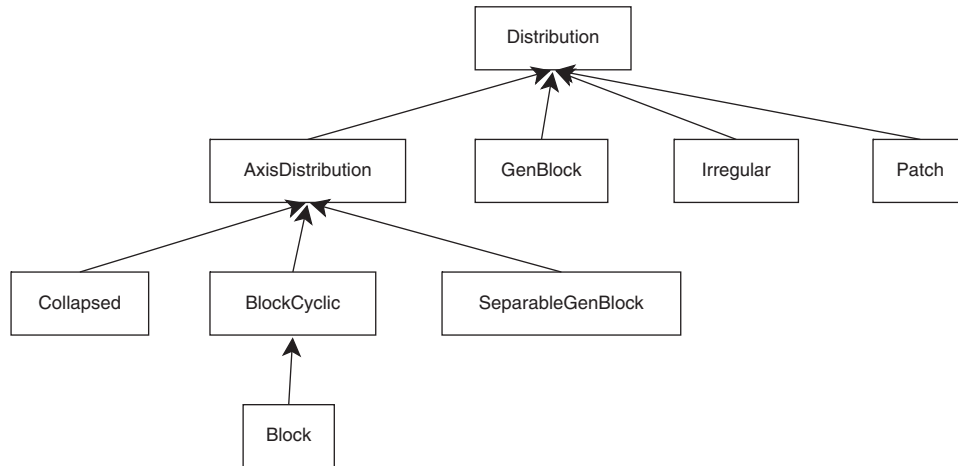 Distribution
AxisDistribution
GenBlock
Irregular
Patch
Collapsed
BlockCyclic
SeparableGenBlock
Block